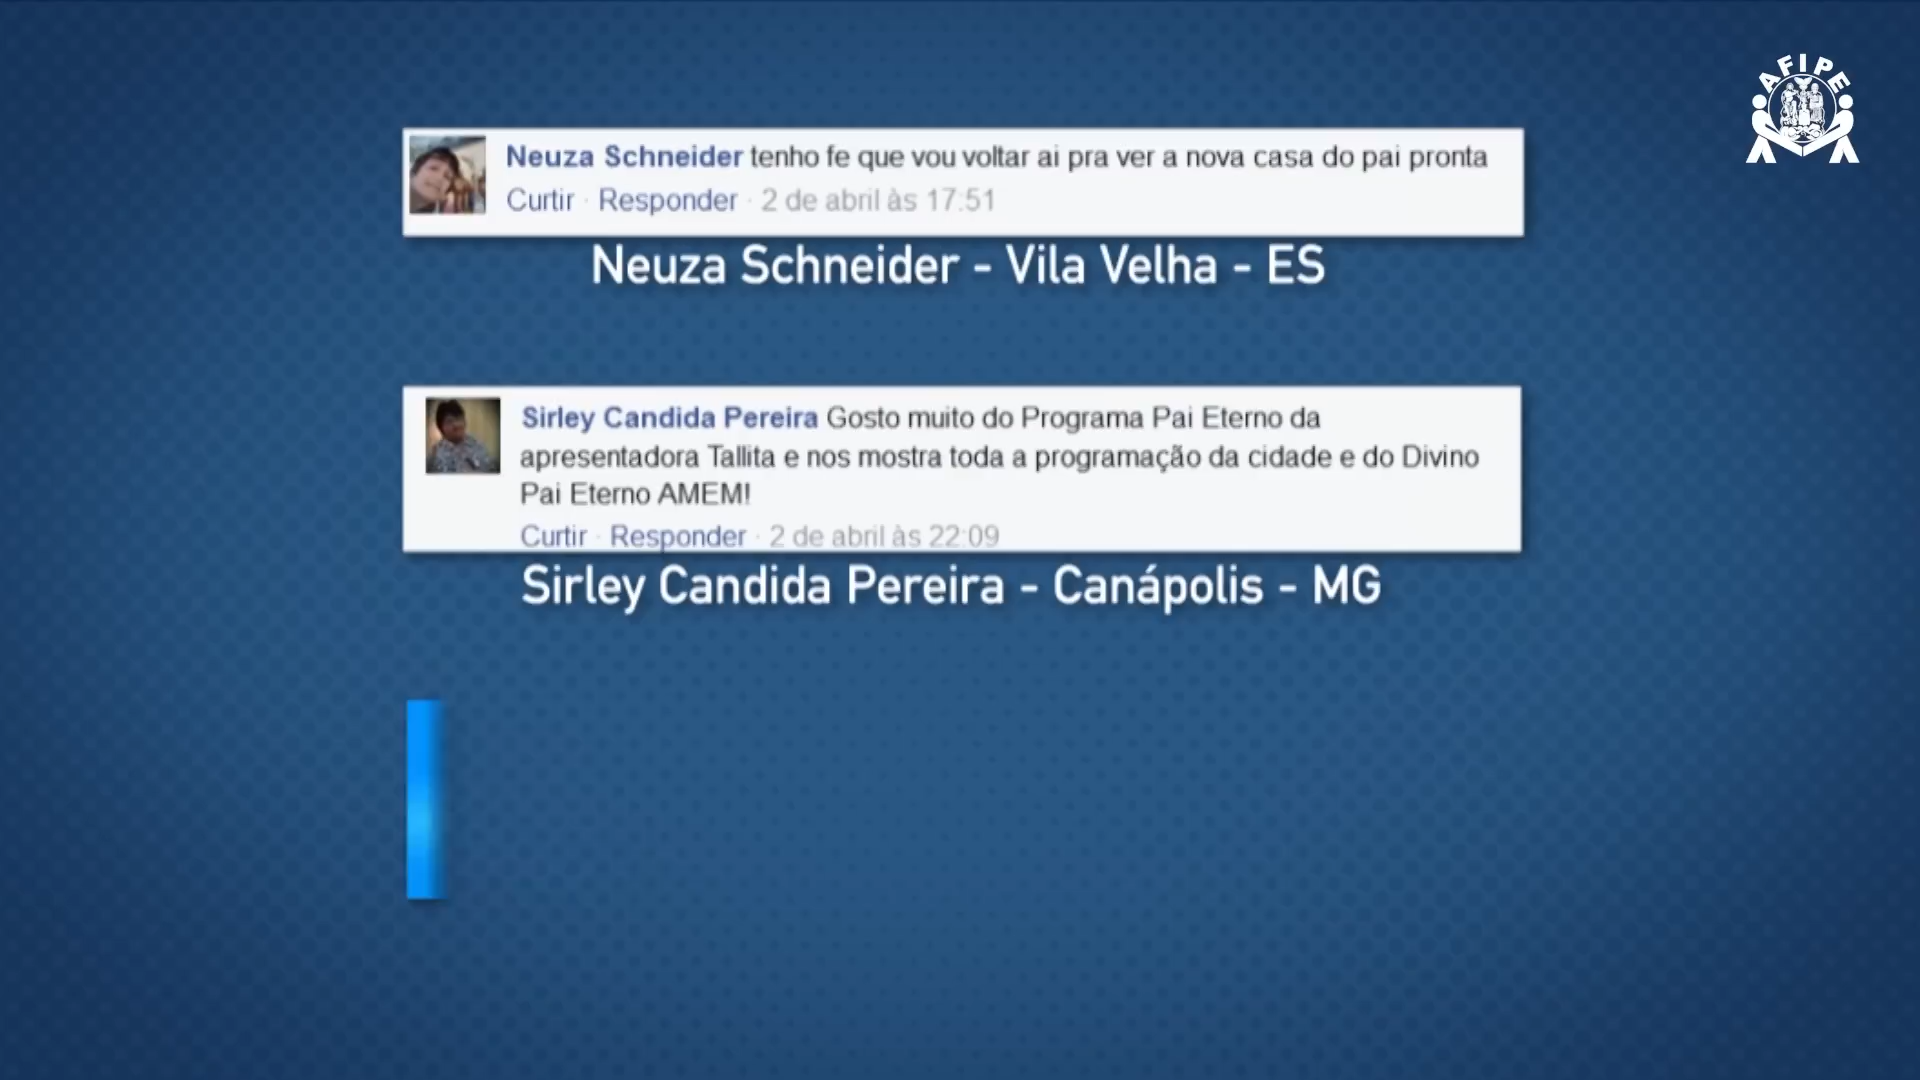 AFIPE
Neuza Schneider tenho fe que vou voltar ai pra ver a nova casa do pai pronta
Curtir · Responder · 2 de abril às 17:51
Neuza Schneider - Vila Velha - ES
Sirley Candida Pereira Gosto muito do Programa Pai Eterno da
apresentadora Tallita e nos mostra toda a programação da cidade e do Divino
Pai Eterno AMEM!
Curtir · Responder · 2 de abril às 22:09
Sirley Candida Pereira - Canápolis - MG